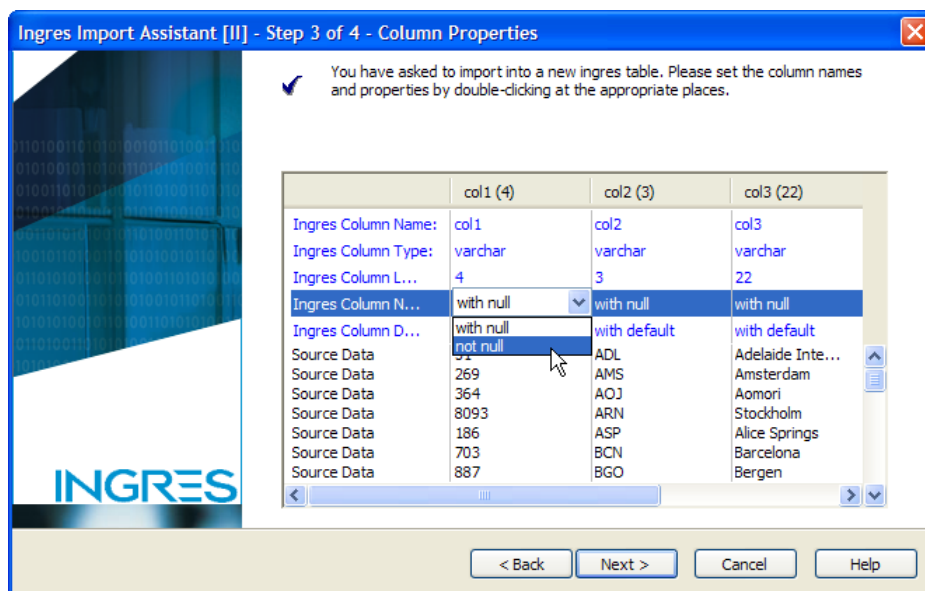 Ingres Import Assistant [II] - Step 3 of 4 - Column Properties
You have asked to import into a new ingres table. Please set the column names
and properties by double-clicking at the appropriate places.
col1 (4) col2 (3) col3 (22)
Ingres Column Name: col1 col2 col3
Ingres Column Type: varchar varchar varchar
Ingres Column L... 4 3 22
Ingres Column N... with null with null with null
Ingres Column D... with null with default with default
not null
Source Data ADL Adelaide Inte...
Source Data 269 AMS Amsterdam
Source Data 364 AOJ Aomori
Source Data 8093 ARN Stockholm
Source Data 186 ASP Alice Springs
Source Data 703 BCN Barcelona
Source Data 887 BGO Bergen
INGRES
< Back Next > Cancel Help